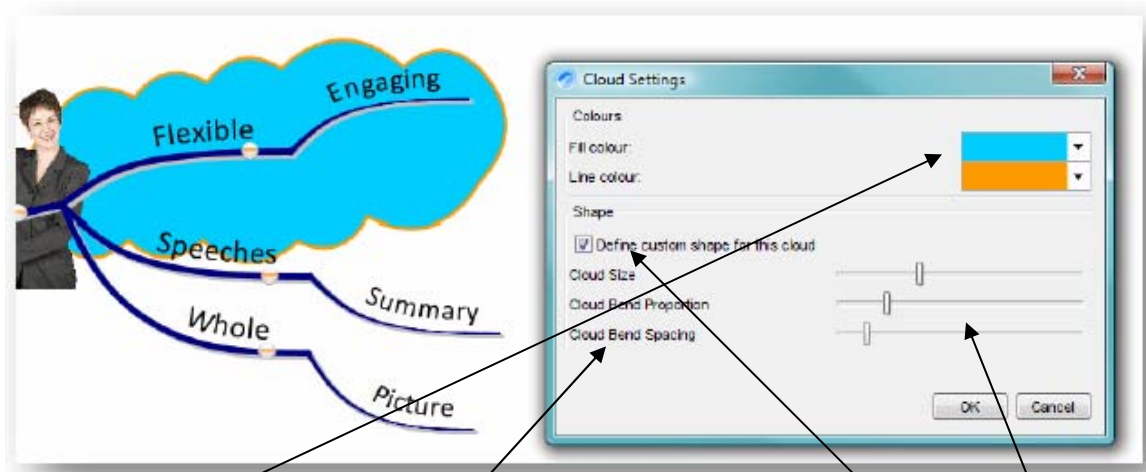 Engaging
Flexible
Speeches
Summary
Whole
Picture
Cloud Settings
Colours
Fill colour:
Line colour:
Shape
Define custom shape for this cloud
Cloud Size
Cloud Bend Proportion
Cloud Bend Spacing
OK
Cancel